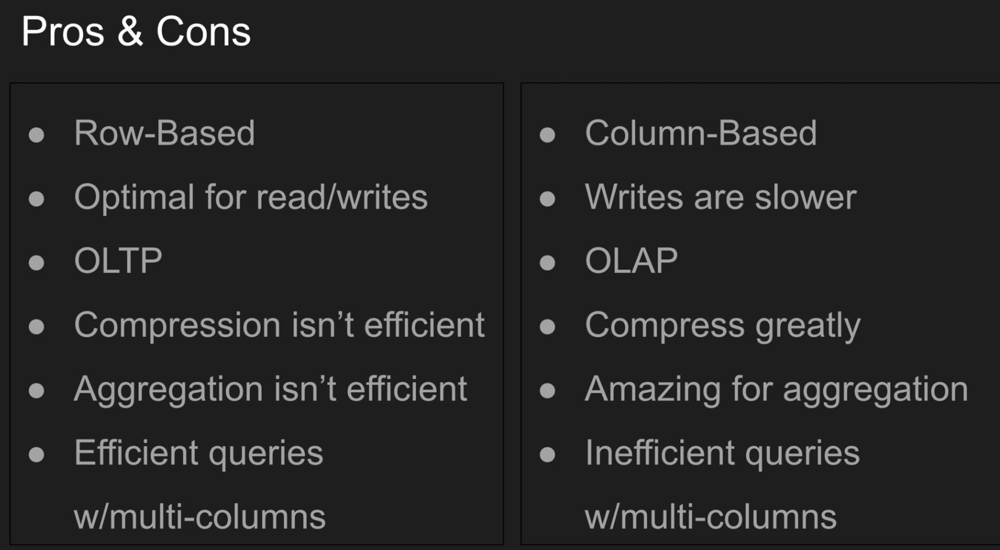 Pros & Cons
Row-Based
Optimal for read/writes
OLTP
Compression isn’t efficient
Aggregation isn’t efficient
Efficient queries
w/multi-columns
Column-Based
Writes are slower
OLAP
Compress greatly
Amazing for aggregation
Inefficient queries
w/multi-columns